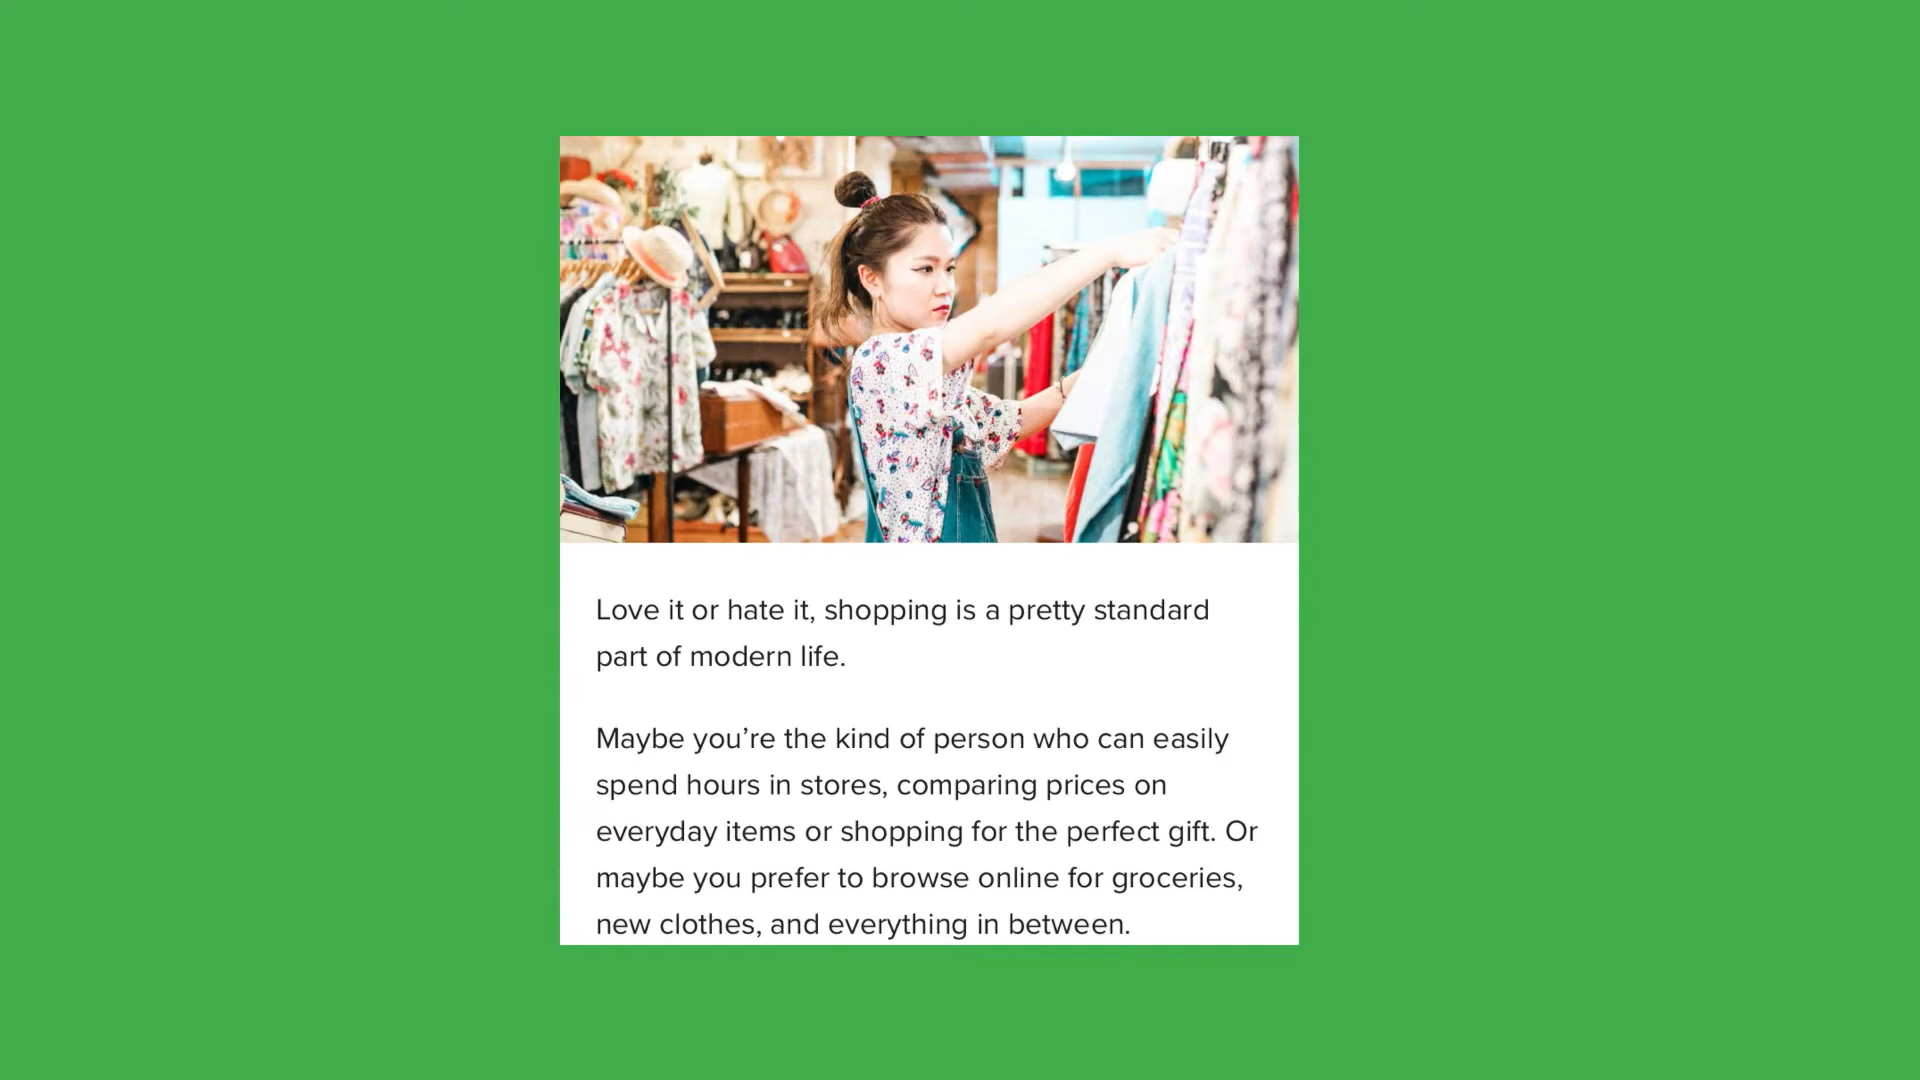 Love it or hate it, shopping is a pretty standard
part of modern life.
Maybe you’re the kind of person who can easily
spend hours in stores, comparing prices on
everyday items or shopping for the perfect gift. Or
maybe you prefer to browse online for groceries,
new clothes, and everything in between.